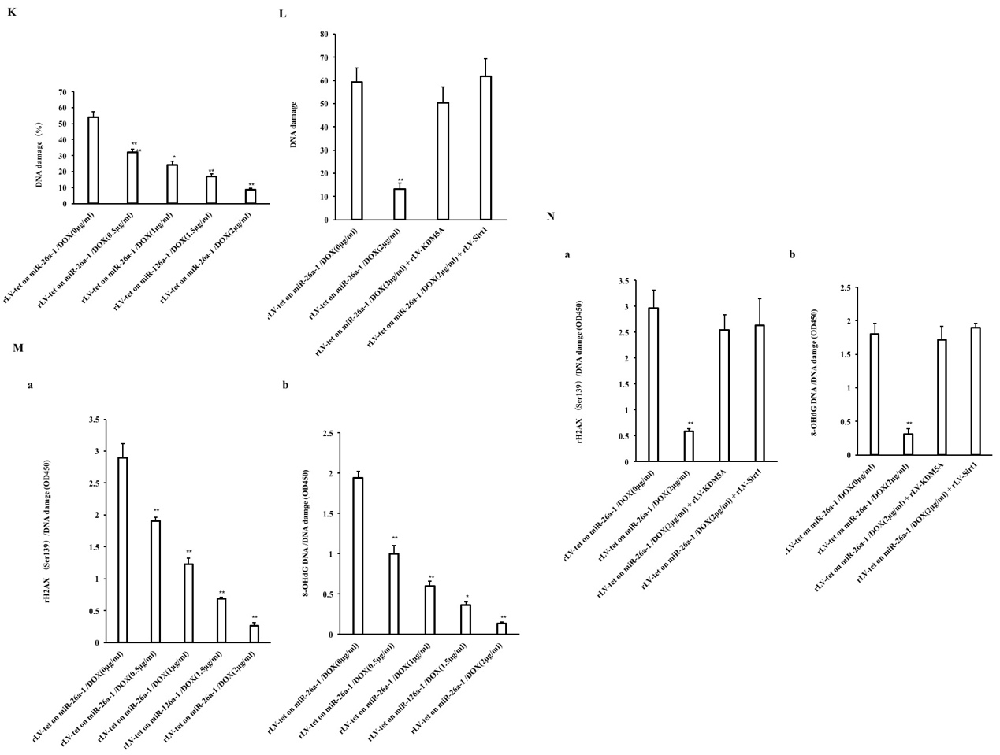 K
DNA damage（%）
70
60
50
40
30
20
10
0
**
**
*
**
**
rLV-tet on miR-26a-1 /DOX(0μg/ml)
rLV-tet on miR-26a-1 /DOX(0.5μg/ml)
rLV-tet on miR-26a-1 /DOX(1μg/ml)
rLV-tet on miR-126a-1 /DOX(1.5μg/ml)
rLV-tet on miR-26a-1 /DOX(2μg/ml)
L
DNA damage
80
70
60
50
40
30
20
10
0
**
rLV-tet on miR-26a-1 /DOX(0μg/ml)
rLV-tet on miR-26a-1 /DOX(2μg/ml)
rLV-tet on miR-26a-1 /DOX(2μg/ml) + rLV-KDM5A
rLV-tet on miR-26a-1 /DOX(2μg/ml) + rLV-Sirt1
M
a
rH2AX （Ser139）/DNA damge (OD450)
3.5
3
2.5
2
1.5
1
0.5
0
**
**
**
**
rLV-tet on miR-26a-1 /DOX(0μg/ml)
rLV-tet on miR-26a-1 /DOX(0.5μg/ml)
rLV-tet on miR-26a-1 /DOX(1μg/ml)
rLV-tet on miR-126a-1 /DOX(1.5μg/ml)
rLV-tet on miR-26a-1 /DOX(2μg/ml)
b
8-OHdG DNA /DNA damge (OD450)
2.5
2
1.5
1
0.5
0
**
**
*
**
rLV-tet on miR-26a-1 /DOX(0μg/ml)
rLV-tet on miR-26a-1 /DOX(0.5μg/ml)
rLV-tet on miR-26a-1 /DOX(1μg/ml)
rLV-tet on miR-126a-1 /DOX(1.5μg/ml)
rLV-tet on miR-26a-1 /DOX(2μg/ml)
N
a
rH2AX （Ser139）/DNA damge (OD450)
3.5
3
2.5
2
1.5
1
0.5
0
**
rLV-tet on miR-26a-1 /DOX(0μg/ml)
rLV-tet on miR-26a-1 /DOX(2μg/ml)
rLV-tet on miR-26a-1 /DOX(2μg/ml) + rLV-KDM5A
rLV-tet on miR-26a-1 /DOX(2μg/ml) + rLV-Sirt1
b
8-OHdG DNA /DNA damge (OD450)
2.5
2
1.5
1
0.5
0
**
rLV-tet on miR-26a-1 /DOX(0μg/ml)
rLV-tet on miR-26a-1 /DOX(2μg/ml)
rLV-tet on miR-26a-1 /DOX(2μg/ml) + rLV-KDM5A
rLV-tet on miR-26a-1 /DOX(2μg/ml) + rLV-Sirt1